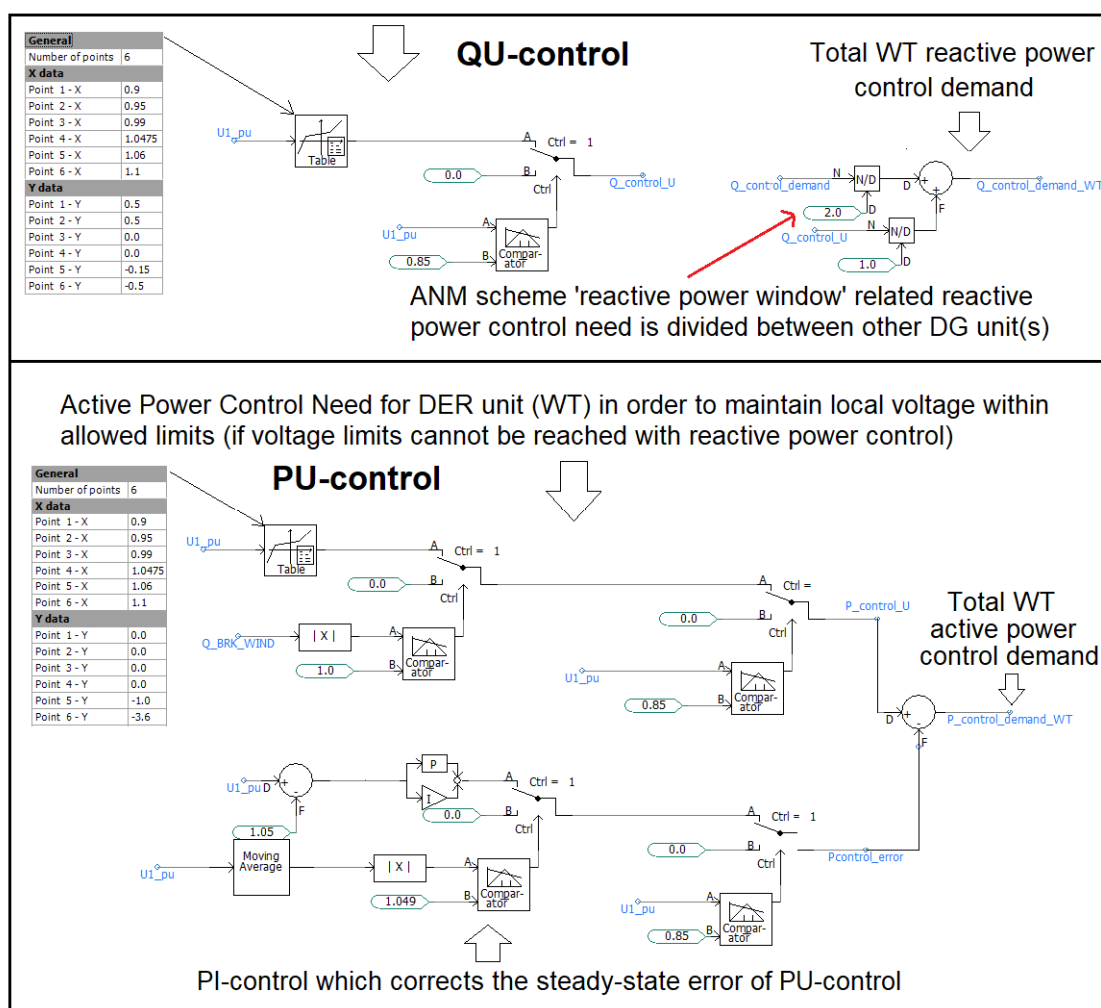 General
Number of points 6
X data
Point 1 - X 0.9
Point 2 - X 0.95
Point 3 - X 0.99
Point 4 - X 1.0475
Point 5 - X 1.06
Point 6 - X 1.1
Y data
Point 1 - Y 0.5
Point 2 - Y 0.5
Point 3 - Y 0.0
Point 4 - Y 0.0
Point 5 - Y -0.15
Point 6 - Y -0.5
QU-control
U1_pu
Table
A
Ctrl = 1
0.0
B
Ctrl
Q_control_U
U1_pu
A
0.85
B
Compar-
ator
Total WT reactive power
control demand
Q_control_demand
N
N/D
D
+
+
Q_control_demand_WT
2.0
D
F
Q_control_U
N
N/D
1.0
D
ANM scheme 'reactive power window' related reactive
power control need is divided between other DG unit(s)
Active Power Control Need for DER unit (WT) in order to maintain local voltage within
allowed limits (if voltage limits cannot be reached with reactive power control)
General
Number of points 6
X data
Point 1 - X 0.9
Point 2 - X 0.95
Point 3 - X 0.99
Point 4 - X 1.0475
Point 5 - X 1.06
Point 6 - X 1.1
Y data
Point 1 - Y 0.0
Point 2 - Y 0.0
Point 3 - Y 0.0
Point 4 - Y 0.0
Point 5 - Y -1.0
Point 6 - Y -3.6
PU-control
U1_pu
Table
A
Ctrl = 1
0.0
B
Ctrl
Q_BRK_WIND
|X|
A
1.0
B
Compar-
ator
A
Ctrl =
0.0
B
Ctrl
P_control_U
U1_pu
A
0.85
B
Compar-
ator
Total WT
active power
control demand
D
+
-
F
P_control_demand_WT
U1_pu
D
+
-
F
1.05
P
I
A
Ctrl = 1
0.0
B
Ctrl
U1_pu
Moving
Average
|X|
A
1.049
B
Compar-
ator
A
Ctrl = 1
0.0
B
Ctrl
Pcontrol_error
U1_pu
A
0.85
B
Compar-
ator
PI-control which corrects the steady-state error of PU-control